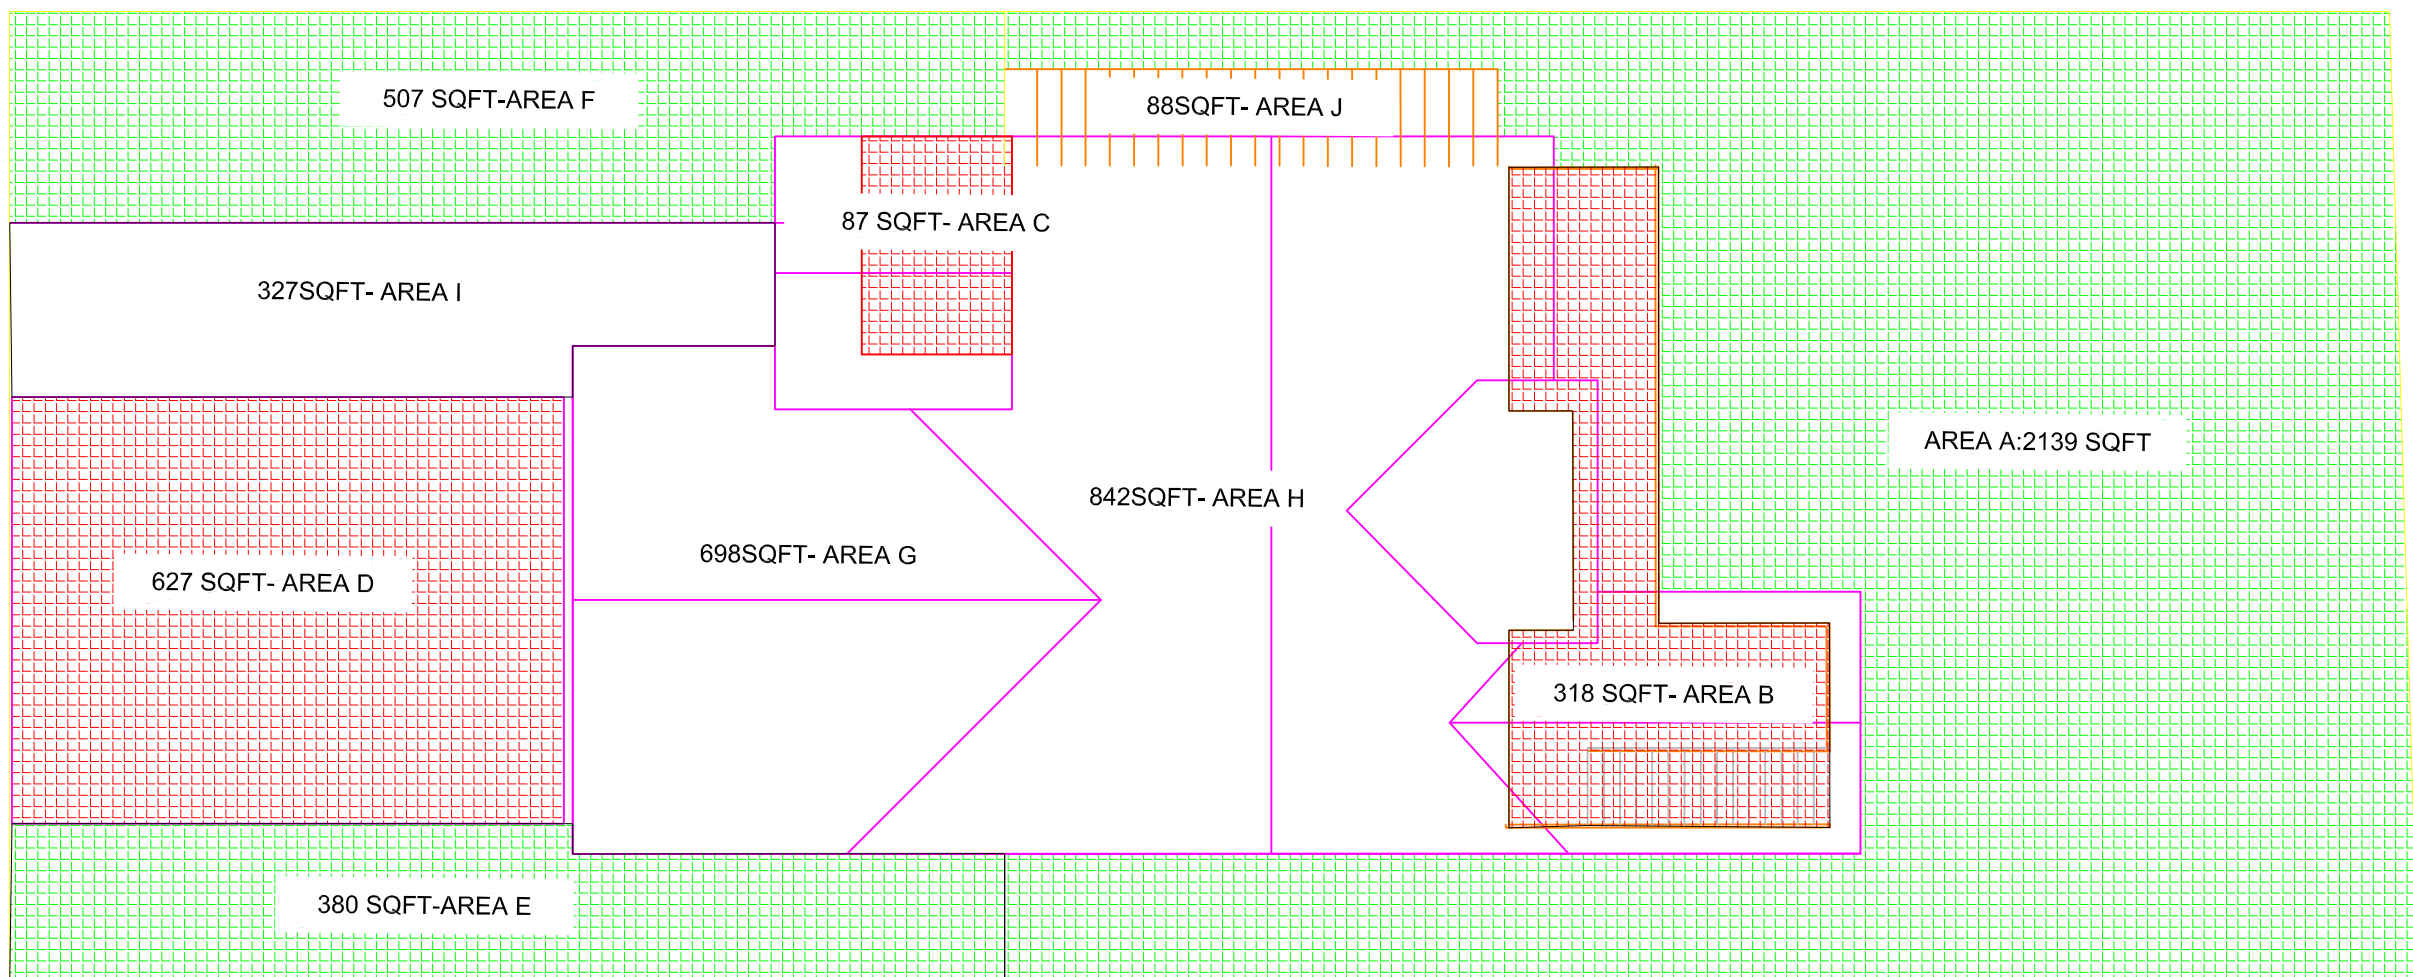 507 SQFT-AREA F
88SQFT- AREA J
87 SQFT- AREA C
327SQFT- AREA I
AREA A:2139 SQFT
842SQFT- AREA H
698SQFT- AREA G
627 SQFT- AREA D
318 SQFT- AREA B
380 SQFT-AREA E